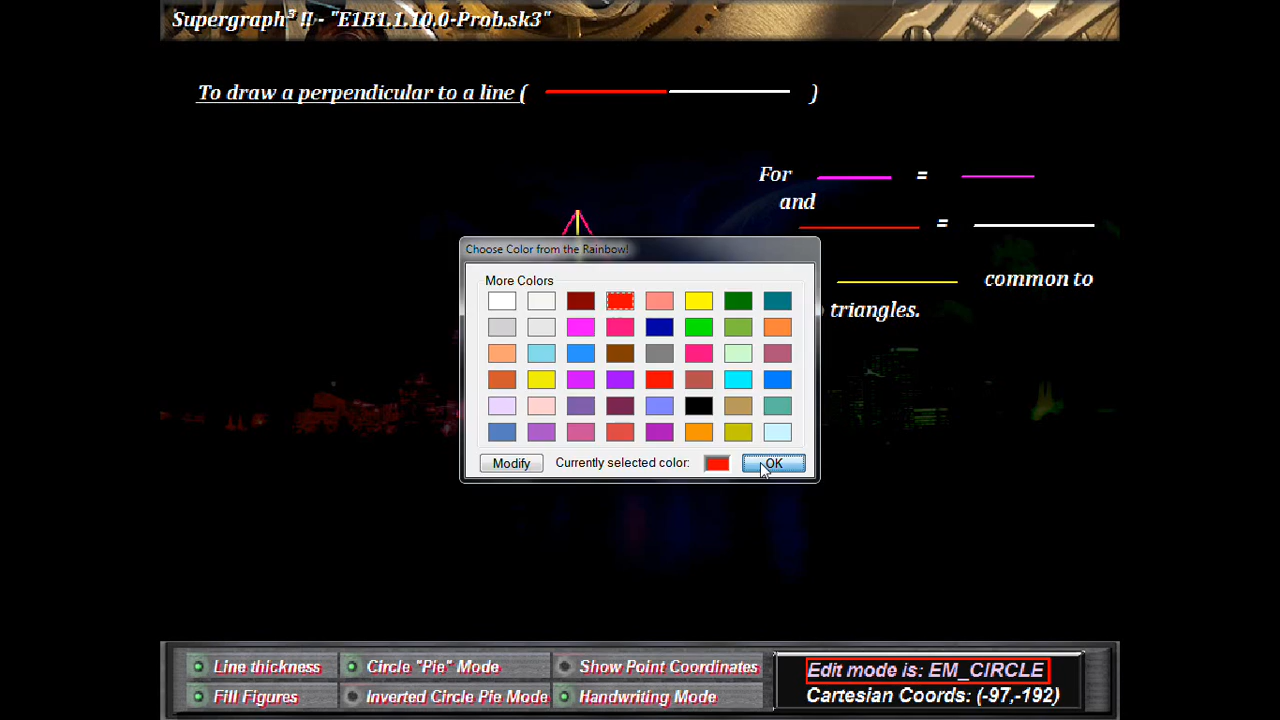 Supergraph³ !! - "E1B1.1.10.0-Prob.sk3"
To draw a perpendicular to a line ( )
For =
and
=
common to
triangles.
Choose Color from the Rainbow!
More Colors
Modify Currently selected color: OK
Line thickness Circle "Pie" Mode Show Point Coordinates Edit mode is: EM_CIRCLE
Fill Figures Inverted Circle Pie Mode Handwriting Mode Cartesian Coords: (-97,-192)